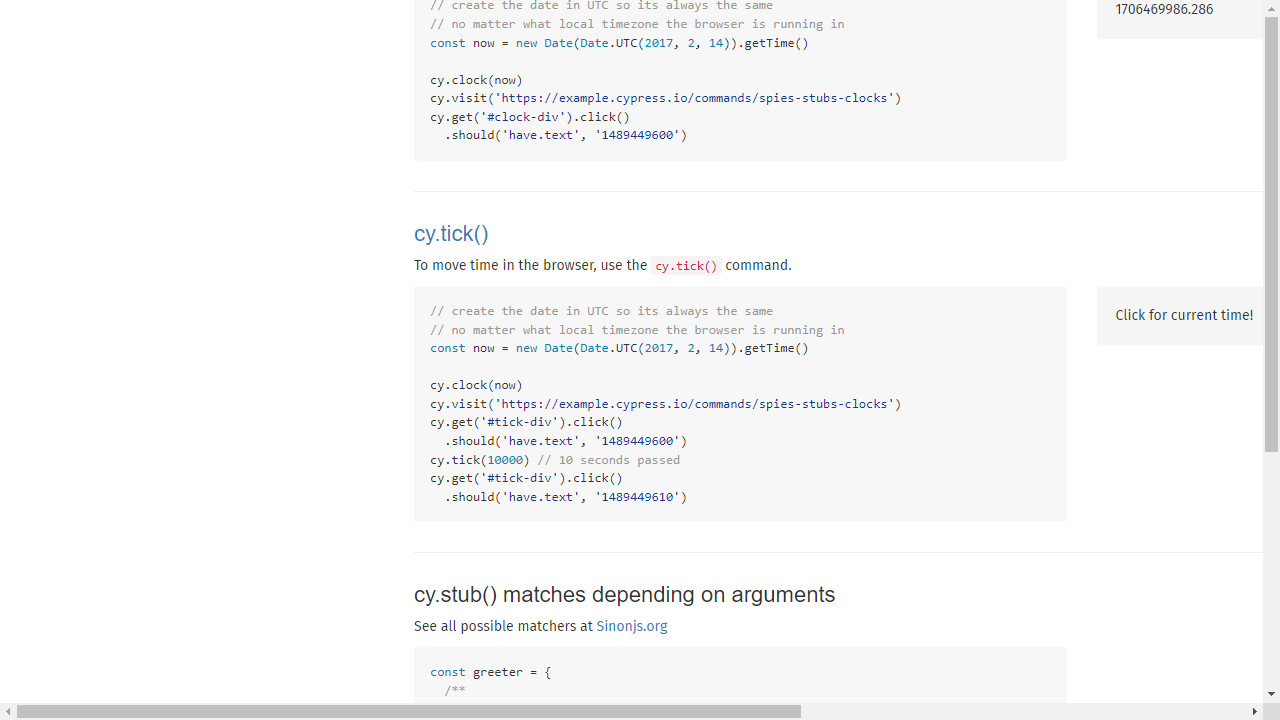 // create the date in UTC so its always the same
// no matter what local timezone the browser is running in
const now = new Date(Date.UTC(2017, 2, 14)).getTime()
cy.clock(now)
cy.visit('https://example.cypress.io/commands/spies-stubs-clocks')
cy.get('#clock-div').click()
.should('have.text', '1489449600')
1706469986.286
cy.tick()
To move time in the browser, use the cy.tick() command.
// create the date in UTC so its always the same
// no matter what local timezone the browser is running in
const now = new Date(Date.UTC(2017, 2, 14)).getTime()
cy.clock(now)
cy.visit('https://example.cypress.io/commands/spies-stubs-clocks')
cy.get('#tick-div').click()
.should('have.text', '1489449600')
cy.tick(10000) // 10 seconds passed
cy.get('#tick-div').click()
.should('have.text', '1489449610')
Click for current time!
cy.stub() matches depending on arguments
See all possible matchers at Sinonjs.org
const greeter = {
/**